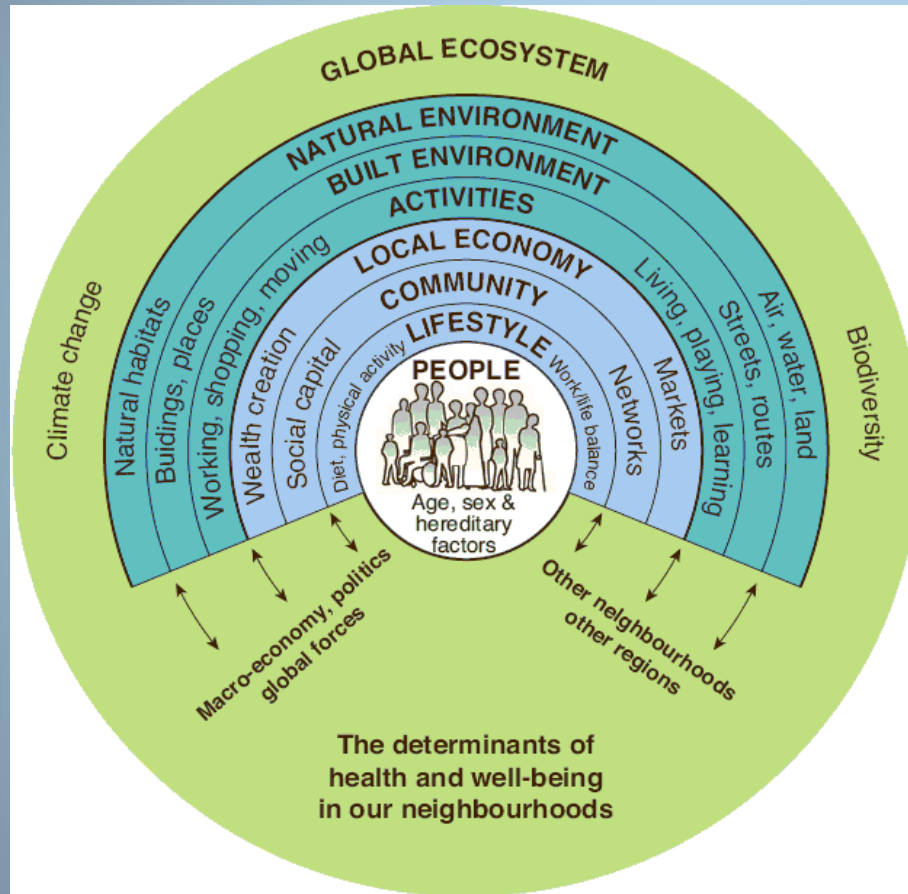 GLOBAL ECOSYSTEM
NATURAL ENVIRONMENT
BUILT ENVIRONMENT
ACTIVITIES
LOCAL ECONOMY
COMMUNITY
LIFESTYLE
PEOPLE
Age, sex &
hereditary
factors
Climate change
Natural habitats
Buidings, places
Working, shopping, moving
Wealth creation
Social capital
Diet, physical activity
Work/life balance
Networks
Markets
Living, playing, learning
Streets, routes
Air, water, land
Biodiversity
Macro-economy, politics
global forces
Other neighbourhoods
other regions
The determinants of
health and well-being
in our neighbourhoods